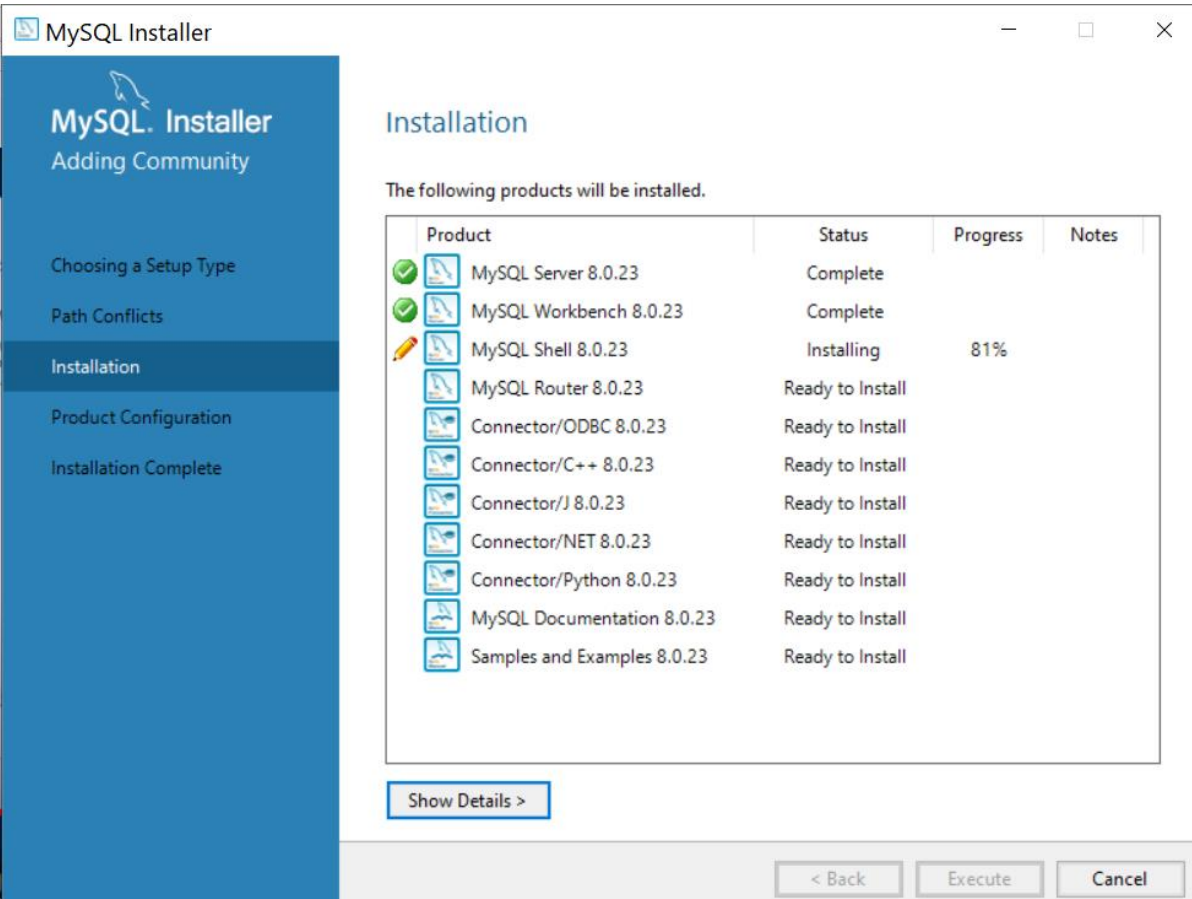 MySQL Installer
MySQL. Installer
Adding Community
Choosing a Setup Type
Path Conflicts
Installation
Product Configuration
Installation Complete
Installation
The following products will be installed.
Product Status Progress Notes
MySQL Server 8.0.23 Complete
MySQL Workbench 8.0.23 Complete
MySQL Shell 8.0.23 Installing 81%
MySQL Router 8.0.23 Ready to Install
Connector/ODBC 8.0.23 Ready to Install
Connector/C++ 8.0.23 Ready to Install
Connector/J 8.0.23 Ready to Install
Connector/NET 8.0.23 Ready to Install
Connector/Python 8.0.23 Ready to Install
MySQL Documentation 8.0.23 Ready to Install
Samples and Examples 8.0.23 Ready to Install
Show Details >
< Back Execute Cancel